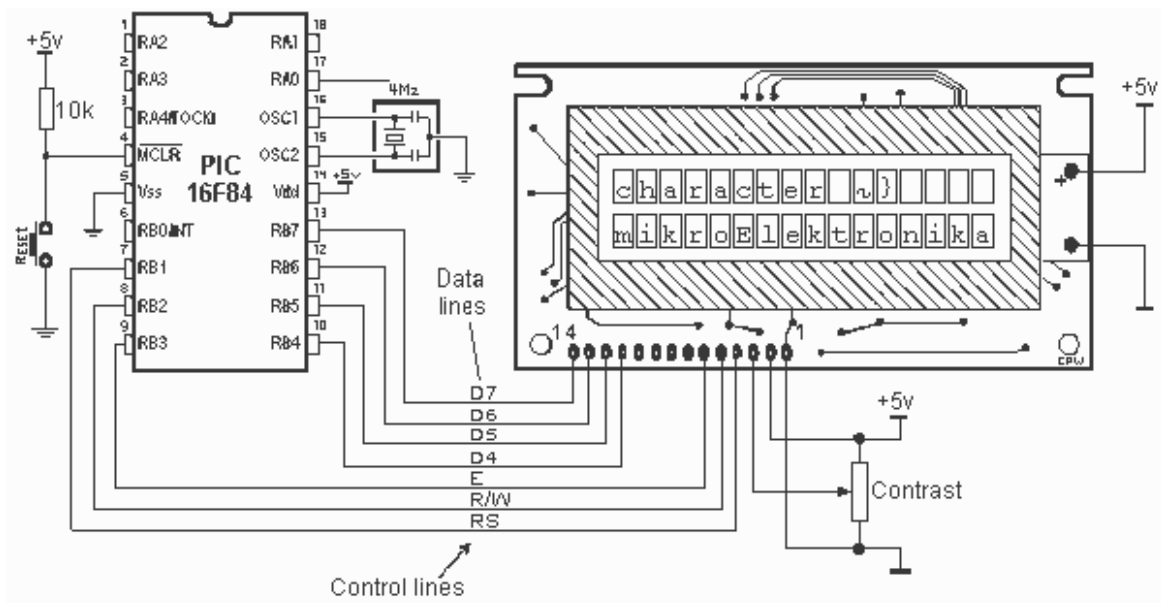 +5v
10k
RESET
1 RA2
2 RA3
3 RA4/TOCKI
4 MCLR
5 Vss
6 RB0/INT
7 RB1
8 RB2
9 RB3
PIC
16F84
18 RA1
17 RA0
16 OSC1
15 OSC2
14 Vdd
13 RB7
12 RB6
11 RB5
10 RB4
4Mz
+5v
Data
lines
D7
D6
D5
D4
E
R/W
RS
Control lines
character ~}
mikroElektronika
14
1
+
+5v
+5v
Contrast